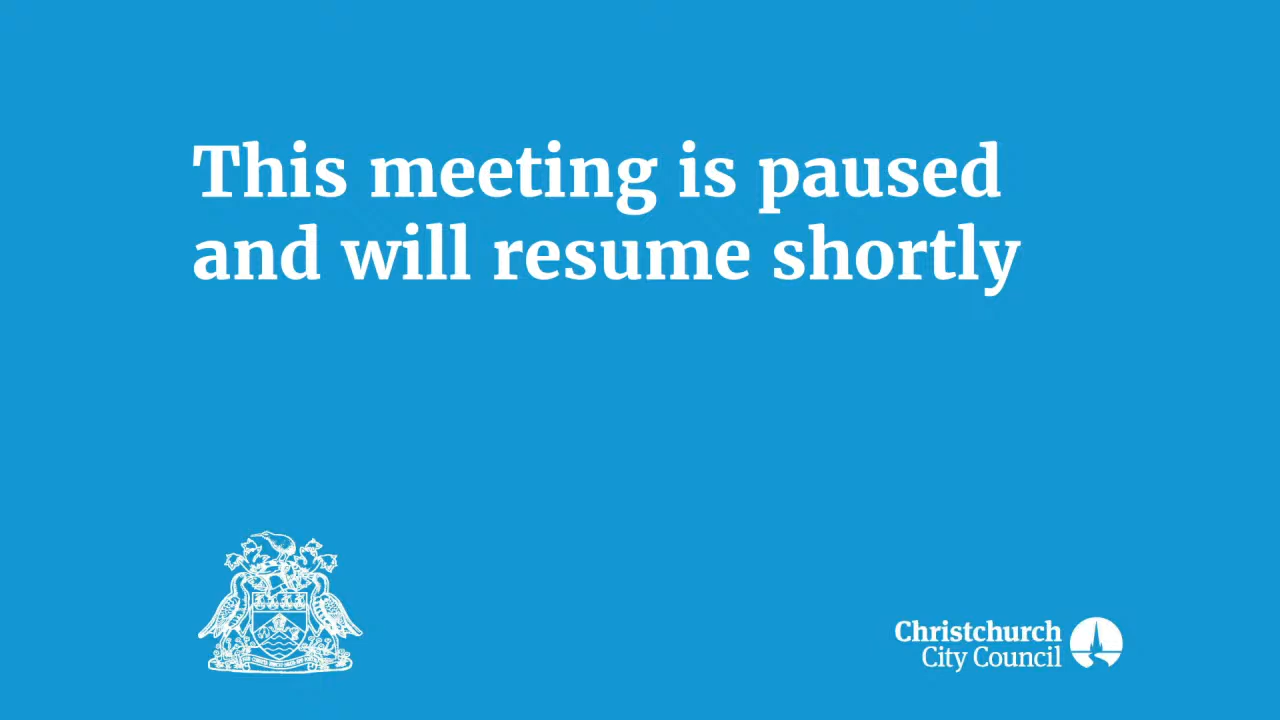 This meeting is paused
and will resume shortly
Christchurch
City Council